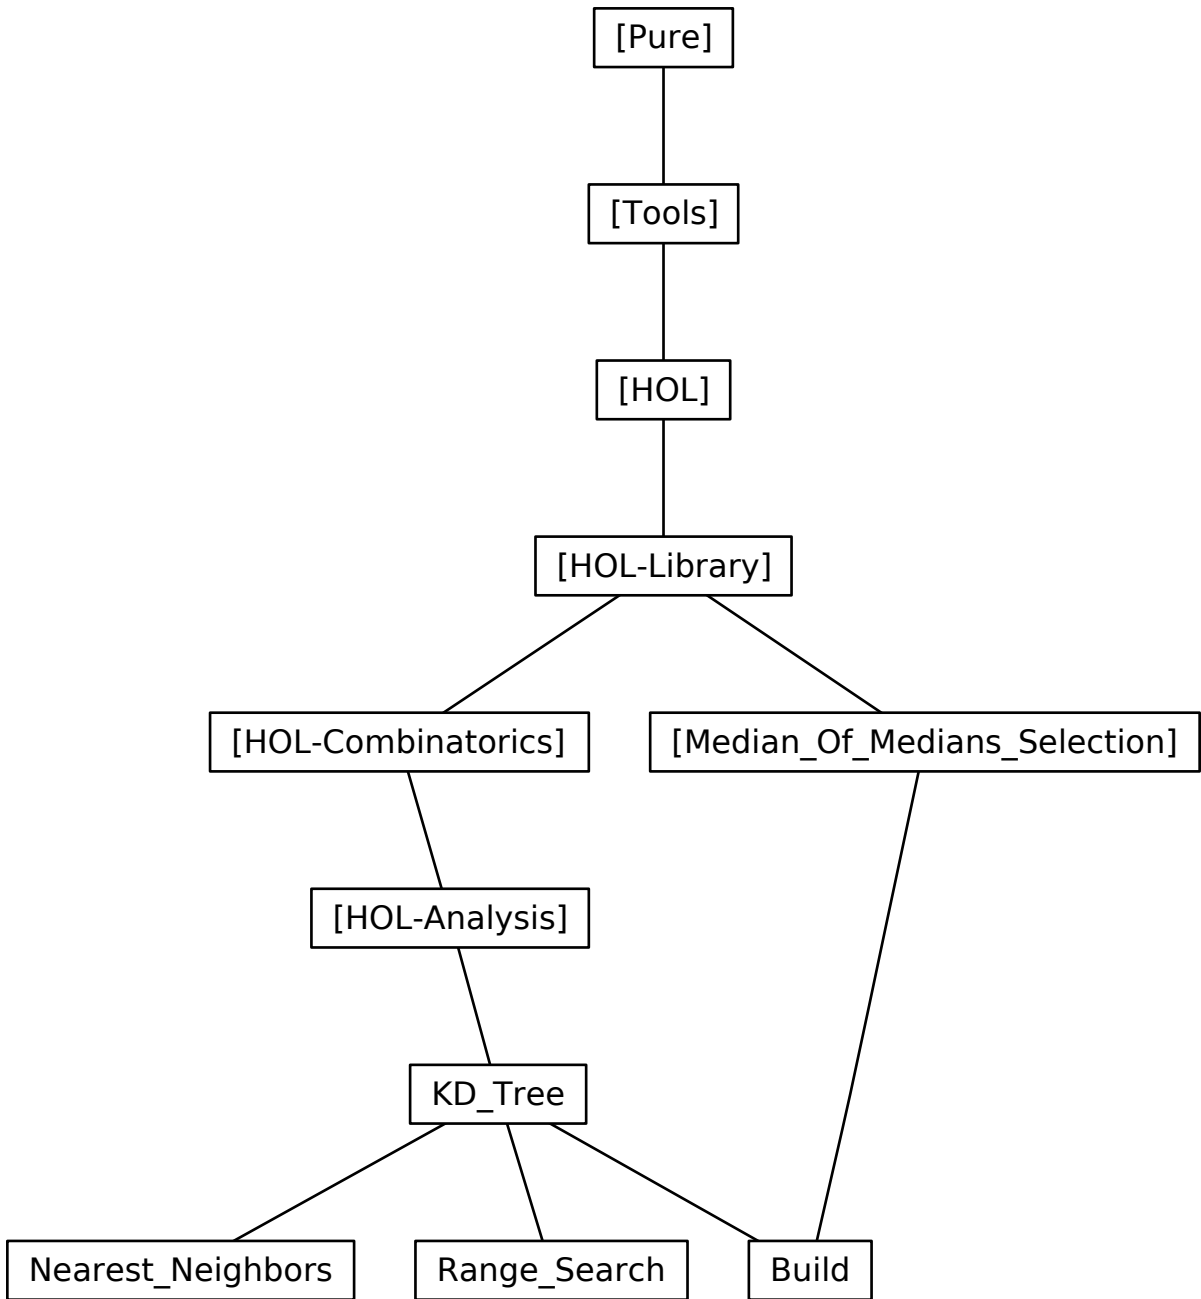 [Pure]
[Tools]
[HOL]
[HOL-Library]
[HOL-Combinatorics]
[Median_Of_Medians_Selection]
[HOL-Analysis]
KD_Tree
Nearest_Neighbors
Range_Search
Build